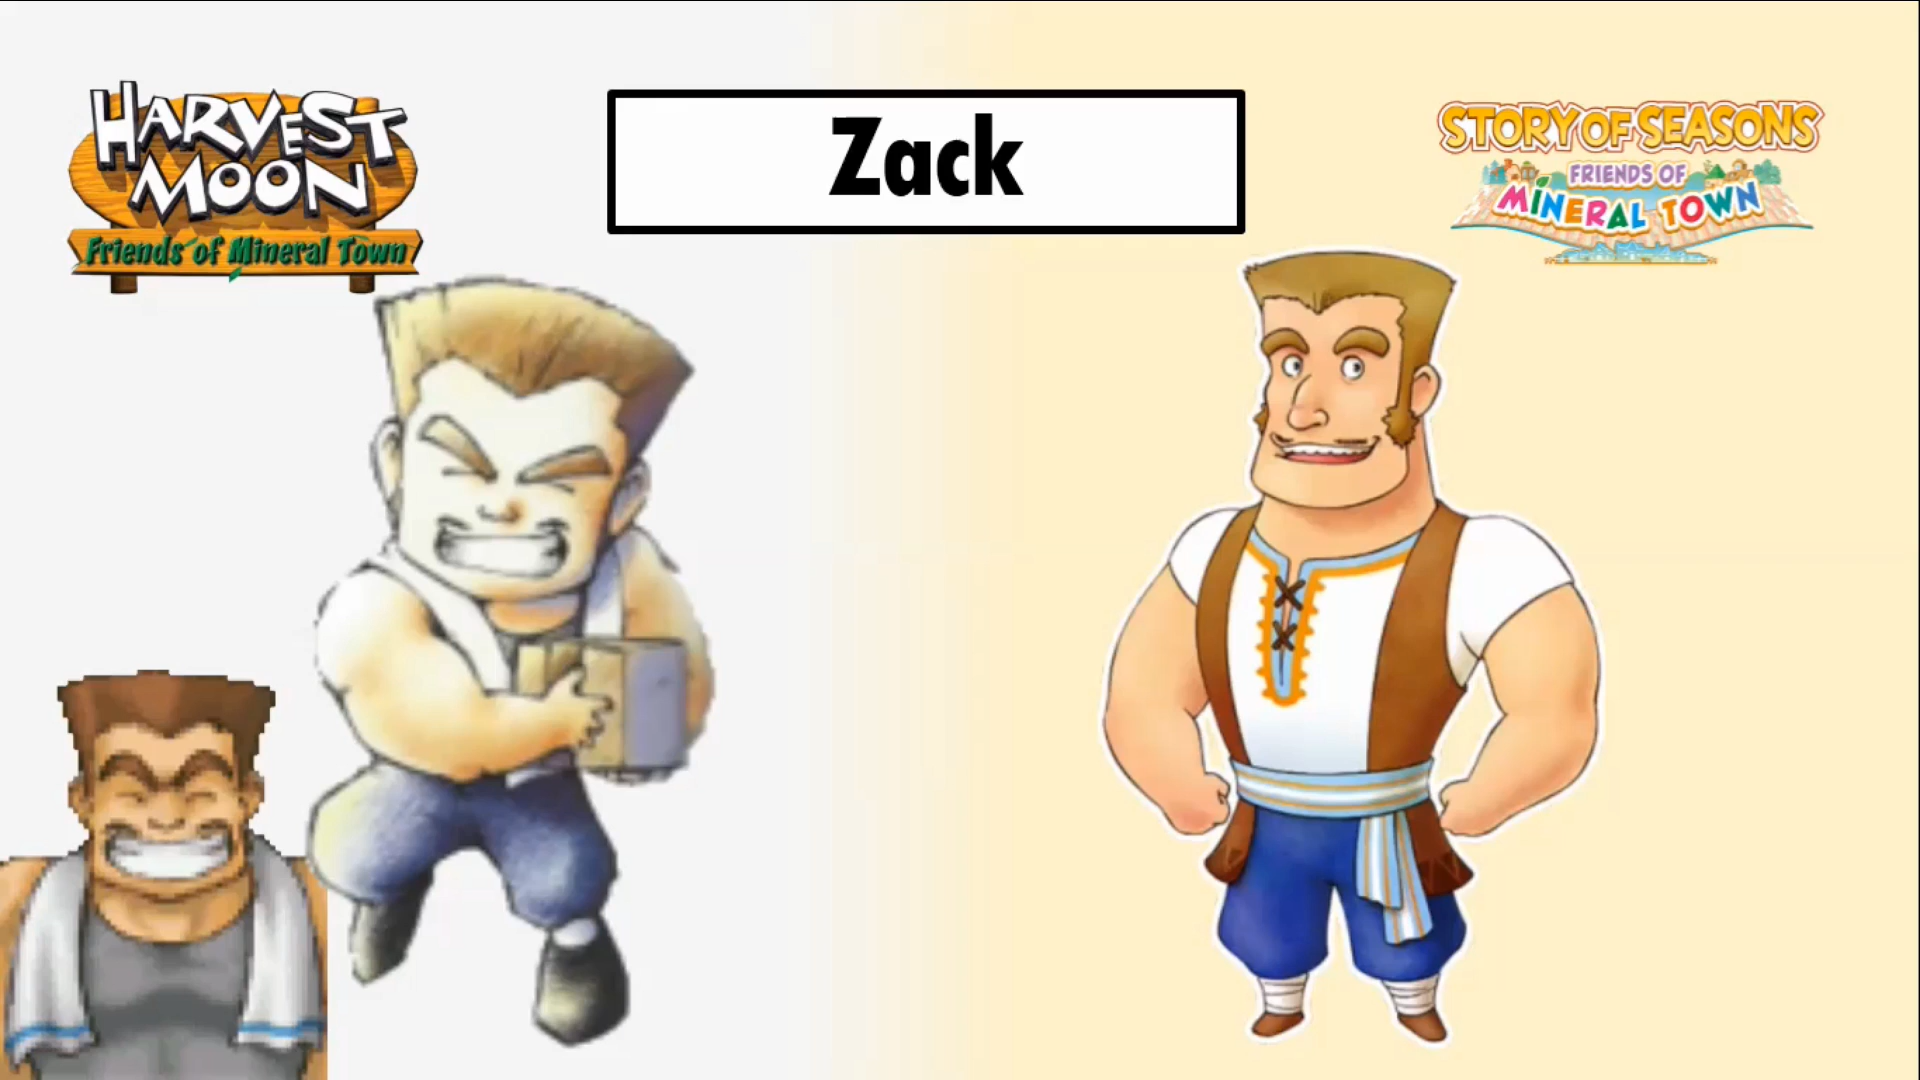 HARVEST
MOON
Friends of Mineral Town
Zack
STORY OF SEASONS
FRIENDS OF
MINERAL TOWN